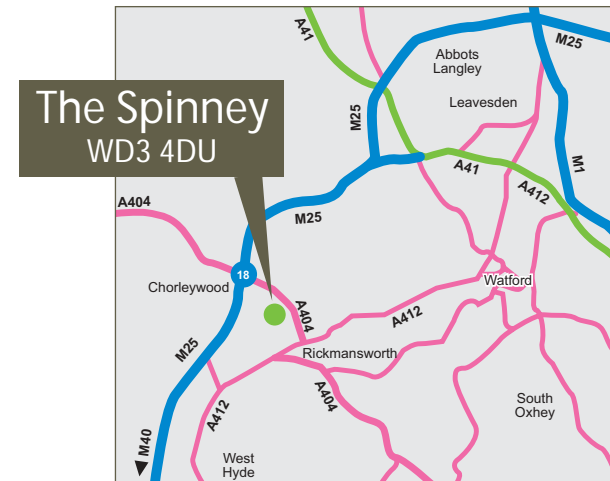 A41
M25
Abbots
Langley
Leavesden
M25
The Spinney
WD3 4DU
A41
A412
M1
A404
M25
18
Chorleywood
Watford
A404
A412
M25
Rickmansworth
A404
A412
South
Oxhey
M40
West
Hyde